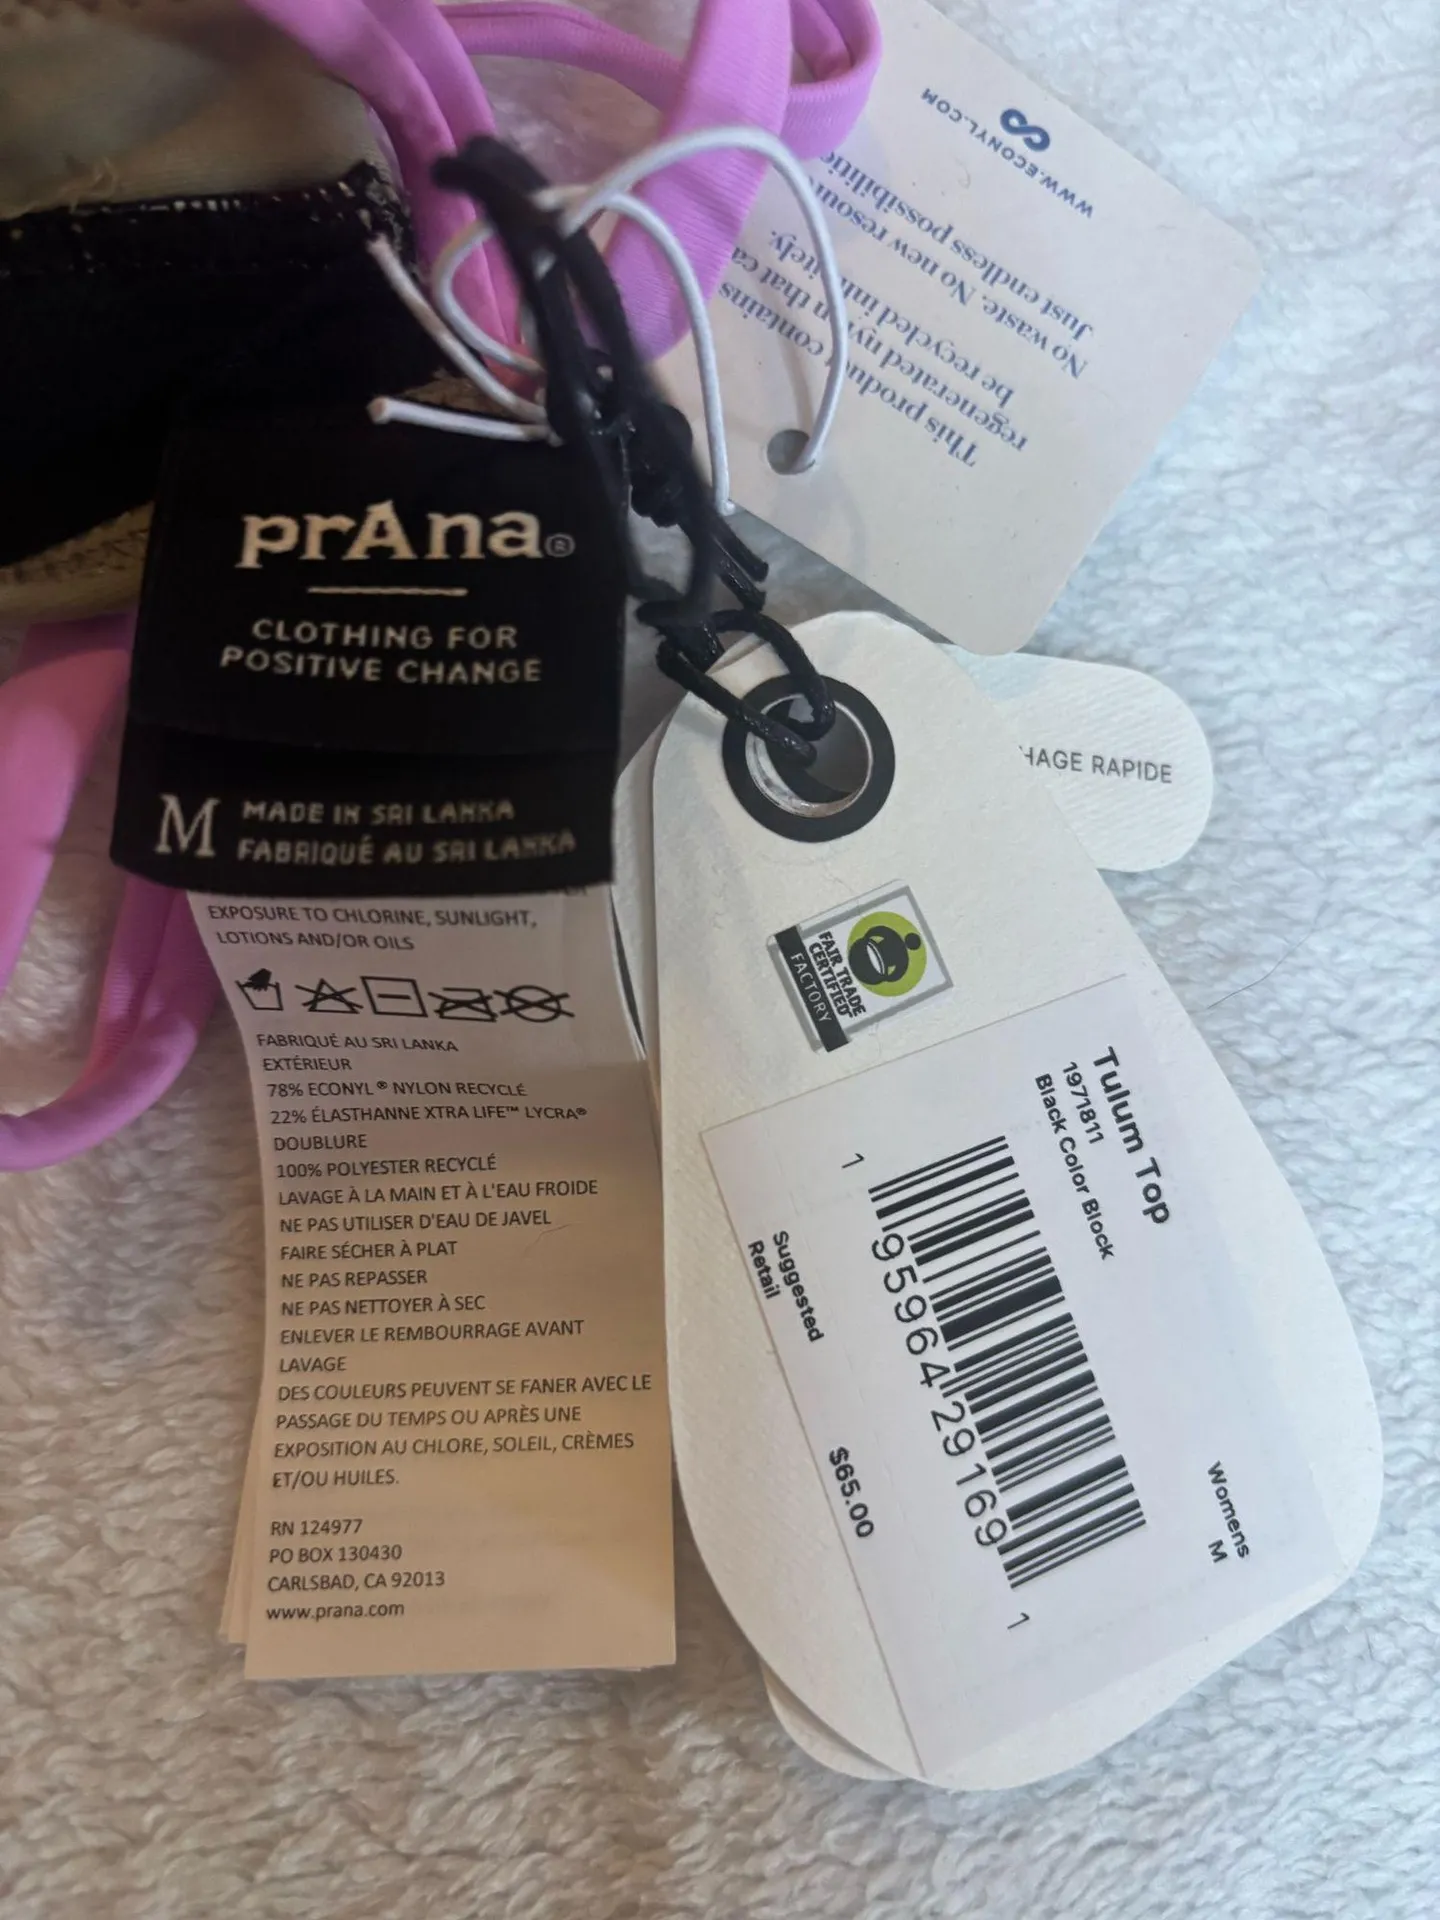 prAna®
CLOTHING FOR
POSITIVE CHANGE
M
MADE IN SRI LANKA
FABRIQUÉ AU SRI LANKA
EXPOSURE TO CHLORINE, SUNLIGHT,
LOTIONS AND/OR OILS
FABRIQUÉ AU SRI LANKA
EXTÉRIEUR
78% ECONYL® NYLON RECYCLÉ
22% ÉLASTHANNE XTRA LIFE™ LYCRA®
DOUBLURE
100% POLYESTER RECYCLÉ
LAVAGE À LA MAIN ET À L'EAU FROIDE
NE PAS UTILISER D'EAU DE JAVEL
FAIRE SÉCHER À PLAT
NE PAS REPASSER
NE PAS NETTOYER À SEC
ENLEVER LE REMBOURRAGE AVANT
LAVAGE
DES COULEURS PEUVENT SE FANER AVEC LE
PASSAGE DU TEMPS OU APRÈS UNE
EXPOSITION AU CHLORE, SOLEIL, CRÈMES
ET/OU HUILES.
RN 124977
PO BOX 130430
CARLSBAD, CA 92013
www.prana.com
This product contains
regenerated nylon that
be recycled infinitely.
No waste. No new
Just endless
WWW.ECONYL.COM
RAPIDE
FAIR TRADE
CERTIFIED™
FACTORY
Tulum Top
1971811
Black Color Block
Womens
M
1 95964 29169 1
Suggested
Retail
$65.00